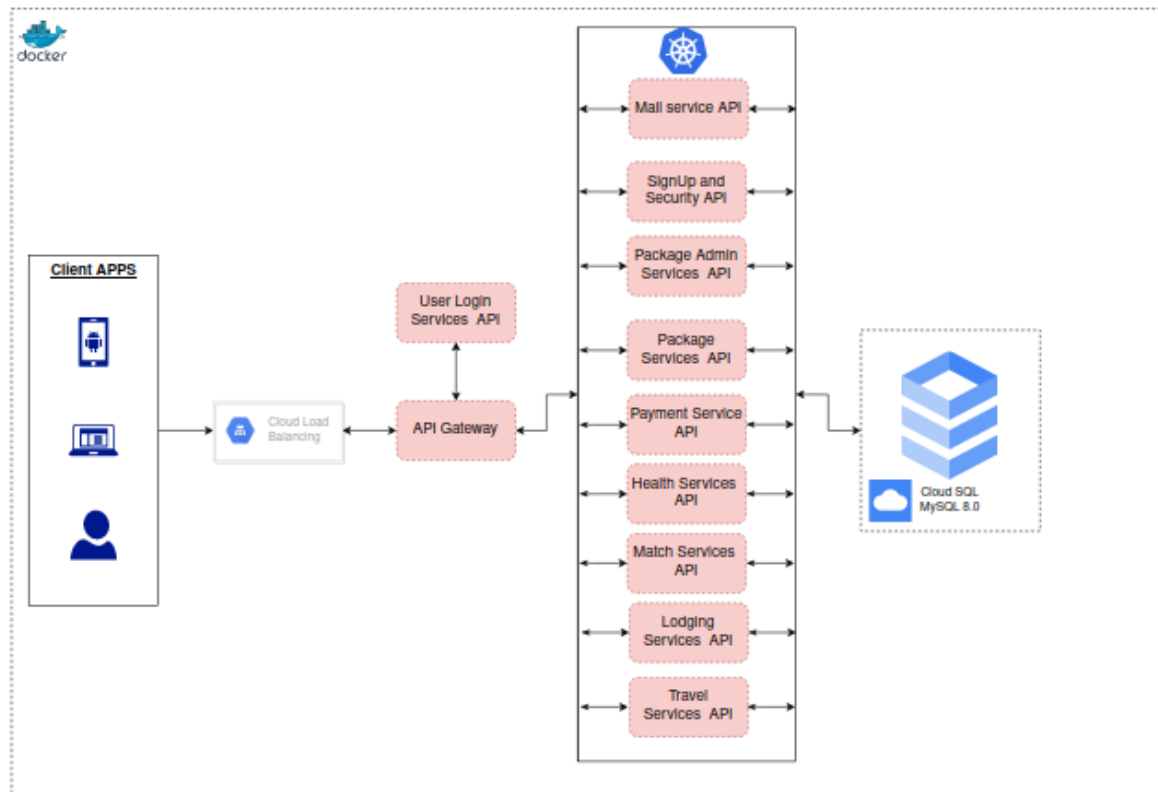 docker
Mail service API
SignUp and
Security API
Client APPS
Package Admin
Services API
User Login
Services API
Package
Services API
Cloud Load
Balancing
API Gateway
Payment Service
API
Health Services
API
Cloud SQL
MySQL 8.0
Match Services
API
Lodging
Services API
Travel
Services API